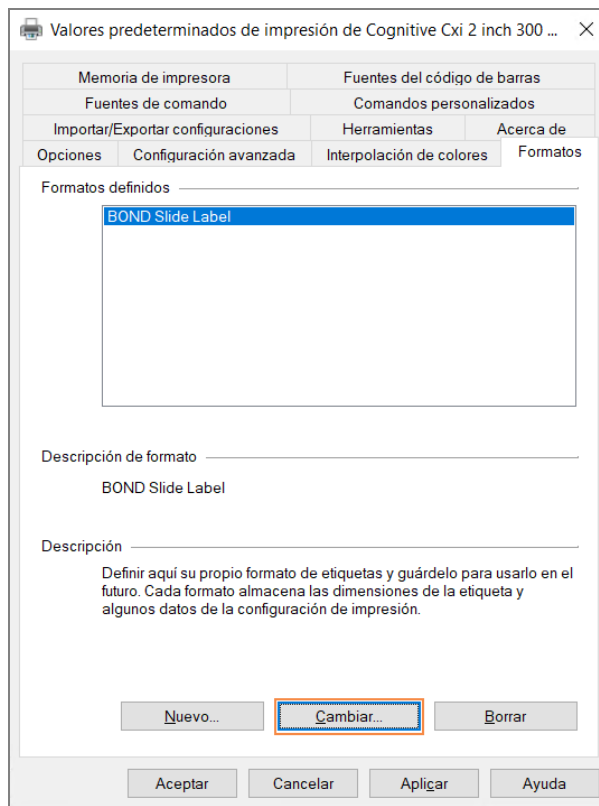 Valores predeterminados de impresión de Cognitive Cxi 2 inch 300 ...
Memoria de impresora
Fuentes del código de barras
Fuentes de comando
Comandos personalizados
Importar/Exportar configuraciones
Herramientas
Acerca de
Opciones
Configuración avanzada
Interpolación de colores
Formatos
Formatos definidos
BOND Slide Label
Descripción de formato
BOND Slide Label
Descripción
Definir aquí su propio formato de etiquetas y guárdelo para usarlo en el
futuro. Cada formato almacena las dimensiones de la etiqueta y
algunos datos de la configuración de impresión.
Nuevo...
Cambiar...
Borrar
Aceptar
Cancelar
Aplicar
Ayuda